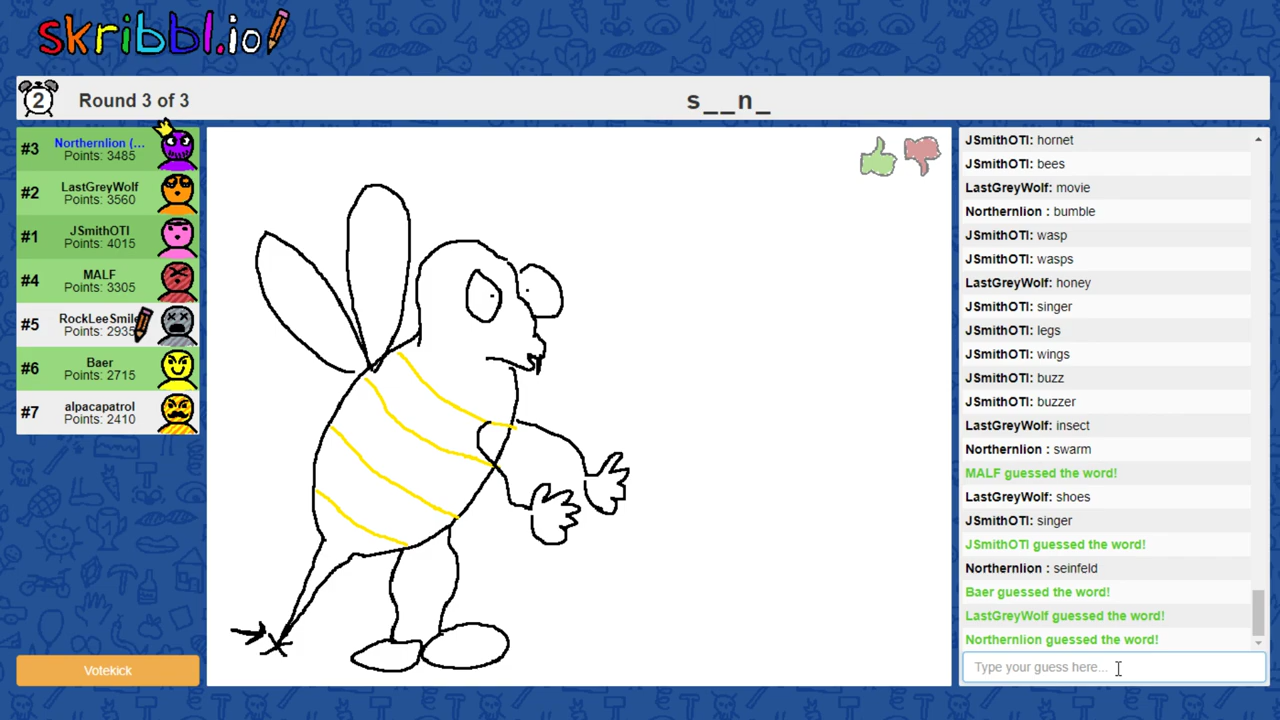 skribbl.io
2 Round 3 of 3 s__n_
#3 Northernlion (...
Points: 3485
#2 LastGreyWolf
Points: 3560
#1 JSmithOTI
Points: 4015
#4 MALF
Points: 3305
#5 RockLeeSmile
Points: 2935
#6 Baer
Points: 2715
#7 alpacapatrol
Points: 2410
Votekick
JSmithOTI: hornet
JSmithOTI: bees
LastGreyWolf: movie
Northernlion : bumble
JSmithOTI: wasp
JSmithOTI: wasps
LastGreyWolf: honey
JSmithOTI: singer
JSmithOTI: legs
JSmithOTI: wings
JSmithOTI: buzz
JSmithOTI: buzzer
LastGreyWolf: insect
Northernlion : swarm
MALF guessed the word!
LastGreyWolf: shoes
JSmithOTI: singer
JSmithOTI guessed the word!
Northernlion : seinfeld
Baer guessed the word!
LastGreyWolf guessed the word!
Northernlion guessed the word!
Type your guess here...